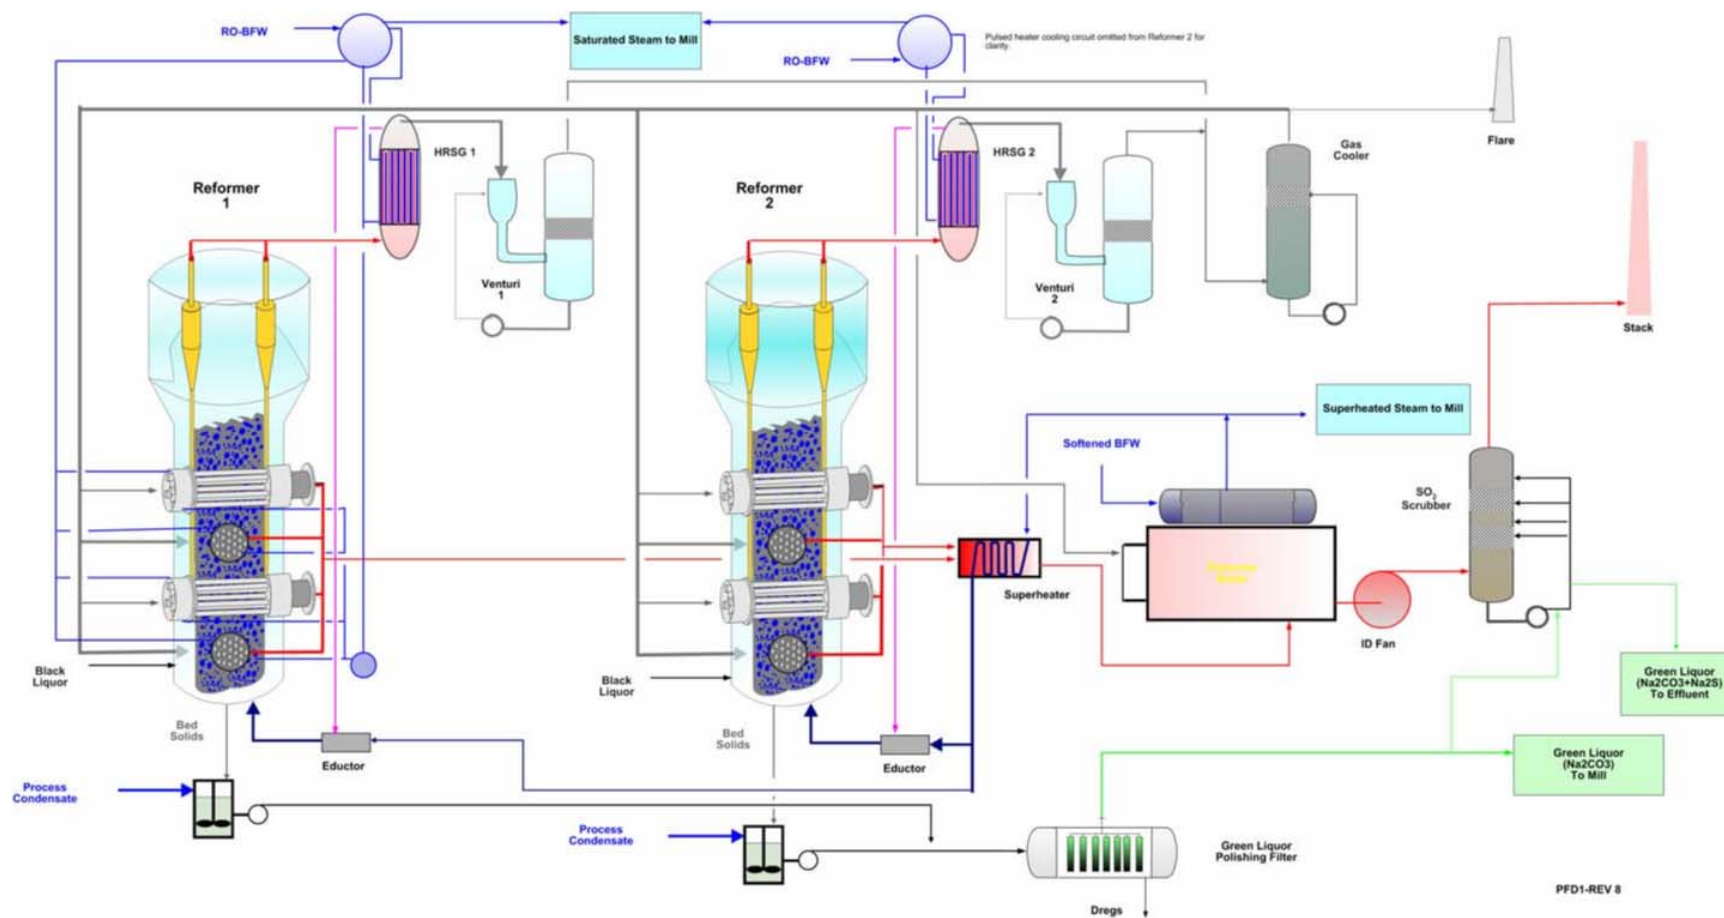 RO-BFW
Saturated Steam to Mill
RO-BFW
Pulsed heater cooling circuit omitted from Reformer 2 for
clarity.
Flare
Gas
Cooler
HRSG 1
HRSG 2
Reformer
1
Reformer
2
Venturi
1
Venturi
2
Stack
Superheated Steam to Mill
Softened BFW
SO2
Scrubber
Superheater
ID Fan
Black
Liquor
Black
Liquor
Green Liquor
(Na2CO3+Na2S)
To Effluent
Bed
Solids
Bed
Solids
Eductor
Eductor
Green Liquor
(Na2CO3)
To Mill
Process
Condensate
Process
Condensate
Green Liquor
Polishing Filter
PFD1-REV 8
Dregs